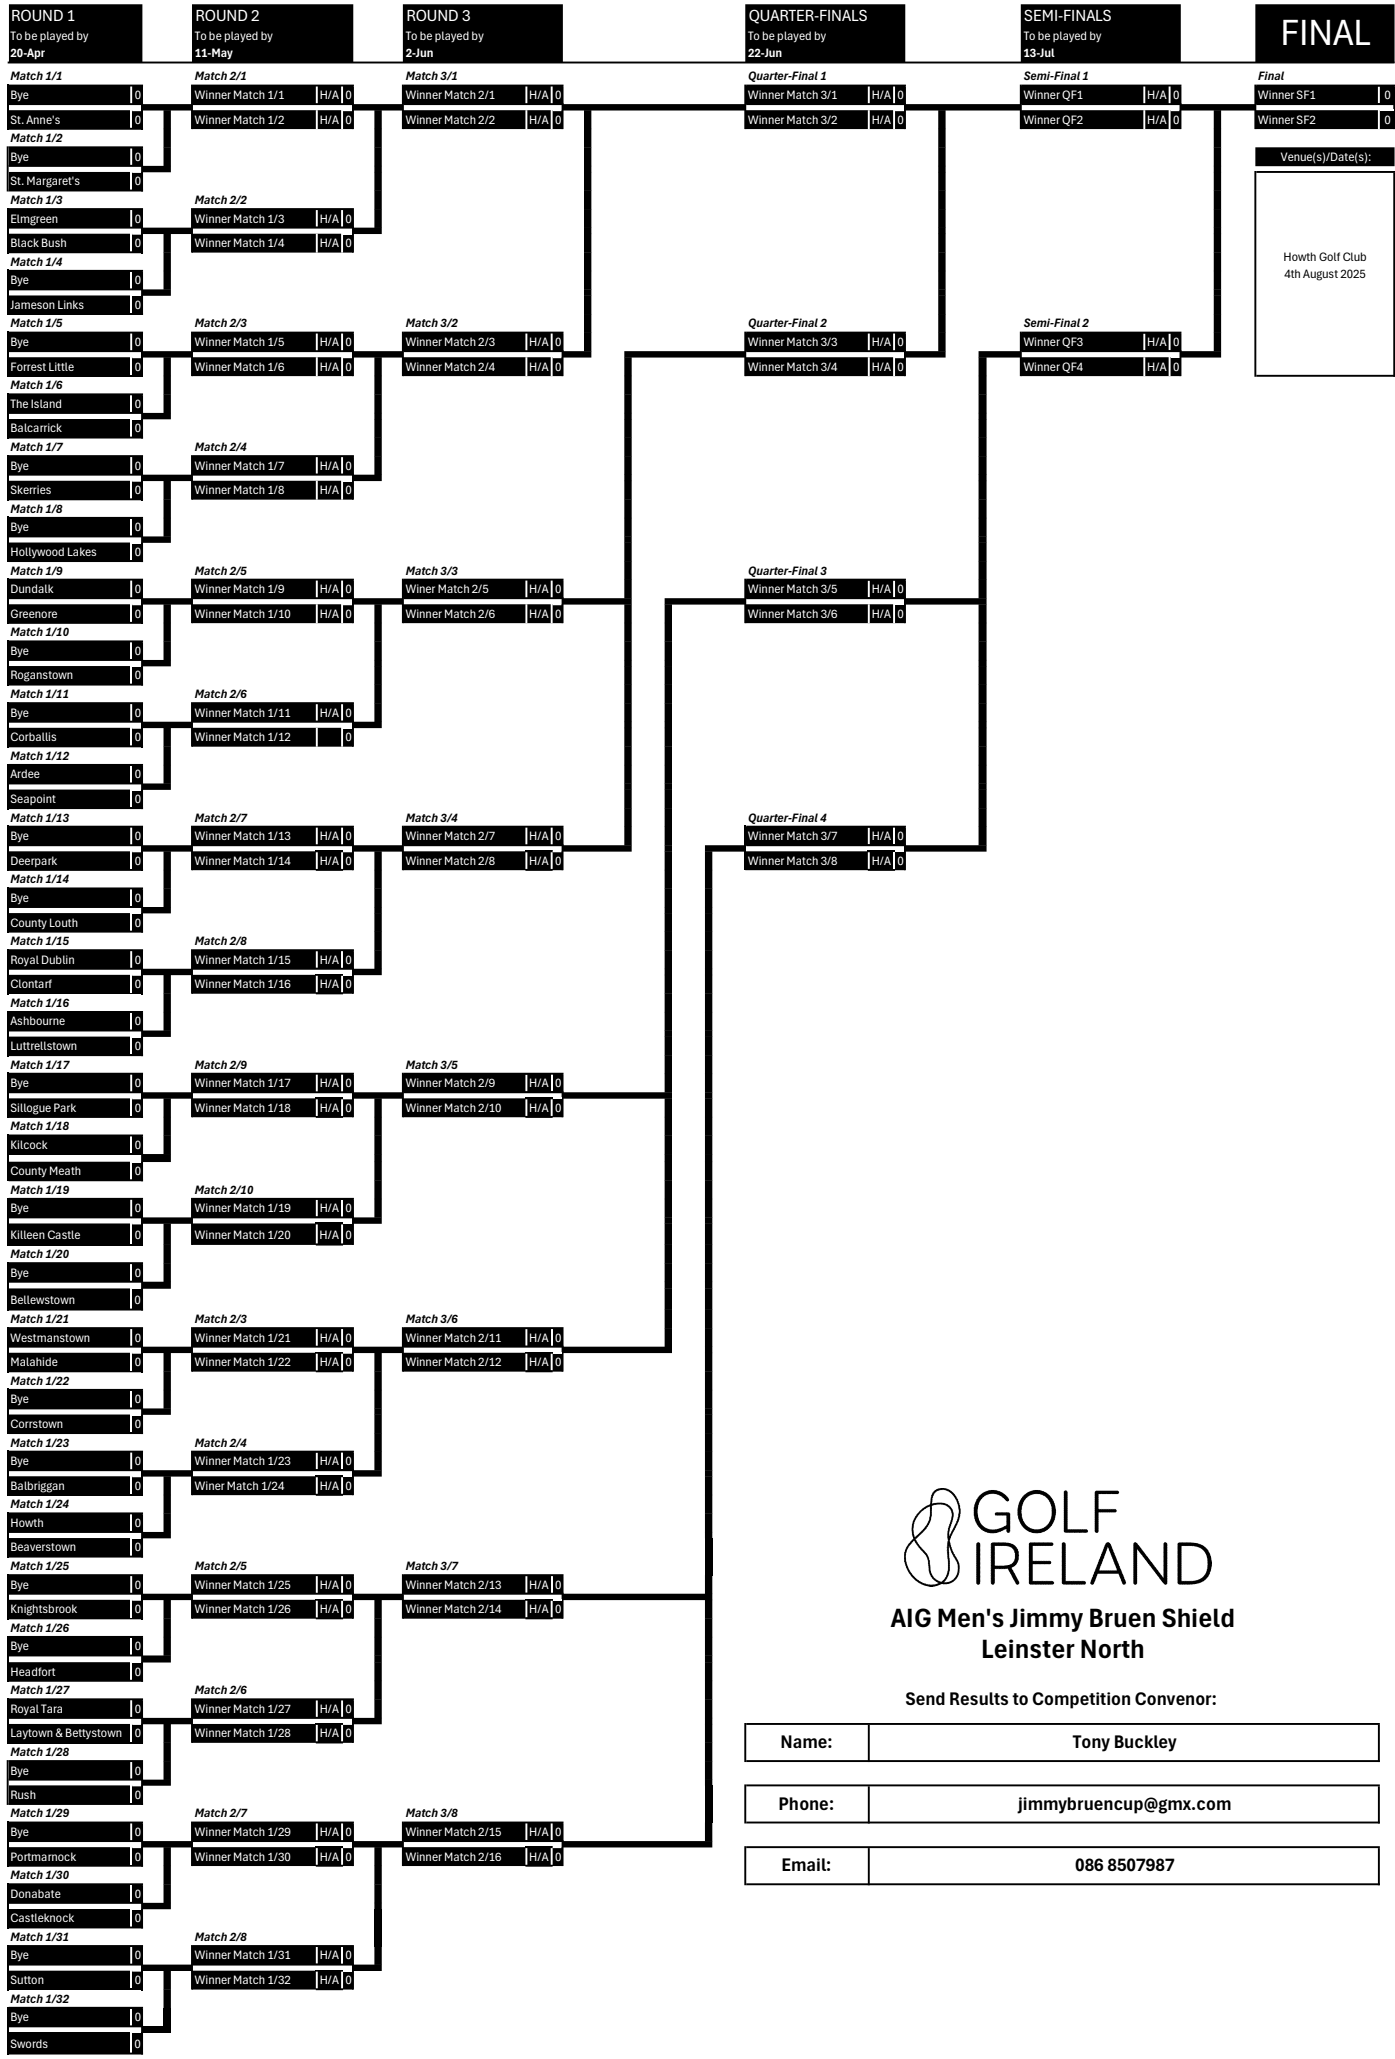 ROUND 1
To be played by
20-Apr
Match 1/1
Bye 0
St. Anne's 0
Match 1/2
Bye 0
St. Margaret's 0
Match 1/3
Elmgreen 0
Black Bush 0
Match 1/4
Bye 0
Jameson Links 0
Match 1/5
Bye 0
Forrest Little 0
Match 1/6
The Island 0
Balcarrick 0
Match 1/7
Bye 0
Skerries 0
Match 1/8
Bye 0
Hollywood Lakes 0
Match 1/9
Dundalk 0
Greenore 0
Match 1/10
Bye 0
Roganstown 0
Match 1/11
Bye 0
Corballis 0
Match 1/12
Ardee 0
Seapoint 0
Match 1/13
Bye 0
Deerpark 0
Match 1/14
Bye 0
County Louth 0
Match 1/15
Royal Dublin 0
Clontarf 0
Match 1/16
Ashbourne 0
Luttrellstown 0
Match 1/17
Bye 0
Sillogue Park 0
Match 1/18
Kilcock 0
County Meath 0
Match 1/19
Bye 0
Killeen Castle 0
Match 1/20
Bye 0
Bellewstown 0
Match 1/21
Westmanstown 0
Malahide 0
Match 1/22
Bye 0
Corrstown 0
Match 1/23
Bye 0
Balbriggan 0
Match 1/24
Howth 0
Beaverstown 0
Match 1/25
Bye 0
Knightsbrook 0
Match 1/26
Bye 0
Headfort 0
Match 1/27
Royal Tara 0
Laytown & Bettystown 0
Match 1/28
Bye 0
Rush 0
Match 1/29
Bye 0
Portmarnock 0
Match 1/30
Donabate 0
Castleknock 0
Match 1/31
Bye 0
Sutton 0
Match 1/32
Bye 0
Swords 0
ROUND 2
To be played by
11-May
Match 2/1
Winner Match 1/1 H/A 0
Winner Match 1/2 H/A 0
Match 2/2
Winner Match 1/3 H/A 0
Winner Match 1/4 H/A 0
Match 2/3
Winner Match 1/5 H/A 0
Winner Match 1/6 H/A 0
Match 2/4
Winner Match 1/7 H/A 0
Winner Match 1/8 H/A 0
Match 2/5
Winner Match 1/9 H/A 0
Winner Match 1/10 H/A 0
Match 2/6
Winner Match 1/11 H/A 0
Winner Match 1/12 0
Match 2/7
Winner Match 1/13 H/A 0
Winner Match 1/14 H/A 0
Match 2/8
Winner Match 1/15 H/A 0
Winner Match 1/16 H/A 0
Match 2/9
Winner Match 1/17 H/A 0
Winner Match 1/18 H/A 0
Match 2/10
Winner Match 1/19 H/A 0
Winner Match 1/20 H/A 0
Match 2/3
Winner Match 1/21 H/A 0
Winner Match 1/22 H/A 0
Match 2/4
Winner Match 1/23 H/A 0
Winer Match 1/24 H/A 0
Match 2/5
Winner Match 1/25 H/A 0
Winner Match 1/26 H/A 0
Match 2/6
Winner Match 1/27 H/A 0
Winner Match 1/28 H/A 0
Match 2/7
Winner Match 1/29 H/A 0
Winner Match 1/30 H/A 0
Match 2/8
Winner Match 1/31 H/A 0
Winner Match 1/32 H/A 0
ROUND 3
To be played by
2-Jun
Match 3/1
Winner Match 2/1 H/A 0
Winner Match 2/2 H/A 0
Match 3/2
Winner Match 2/3 H/A 0
Winner Match 2/4 H/A 0
Match 3/3
Winer Match 2/5 H/A 0
Winner Match 2/6 H/A 0
Match 3/4
Winner Match 2/7 H/A 0
Winner Match 2/8 H/A 0
Match 3/5
Winner Match 2/9 H/A 0
Winner Match 2/10 H/A 0
Match 3/6
Winner Match 2/11 H/A 0
Winner Match 2/12 H/A 0
Match 3/7
Winner Match 2/13 H/A 0
Winner Match 2/14 H/A 0
Match 3/8
Winner Match 2/15 H/A 0
Winner Match 2/16 H/A 0
QUARTER-FINALS
To be played by
22-Jun
Quarter-Final 1
Winner Match 3/1 H/A 0
Winner Match 3/2 H/A 0
Quarter-Final 2
Winner Match 3/3 H/A 0
Winner Match 3/4 H/A 0
Quarter-Final 3
Winner Match 3/5 H/A 0
Winner Match 3/6 H/A 0
Quarter-Final 4
Winner Match 3/7 H/A 0
Winner Match 3/8 H/A 0
SEMI-FINALS
To be played by
13-Jul
Semi-Final 1
Winner QF1 H/A 0
Winner QF2 H/A 0
Semi-Final 2
Winner QF3 H/A 0
Winner QF4 H/A 0
FINAL
Final
Winner SF1 0
Winner SF2 0
Venue(s)/Date(s):
Howth Golf Club
4th August 2025
GOLF
IRELAND
AIG Men's Jimmy Bruen Shield
Leinster North
Send Results to Competition Convenor:
Name: Tony Buckley
Phone: jimmybruencup@gmx.com
Email: 086 8507987